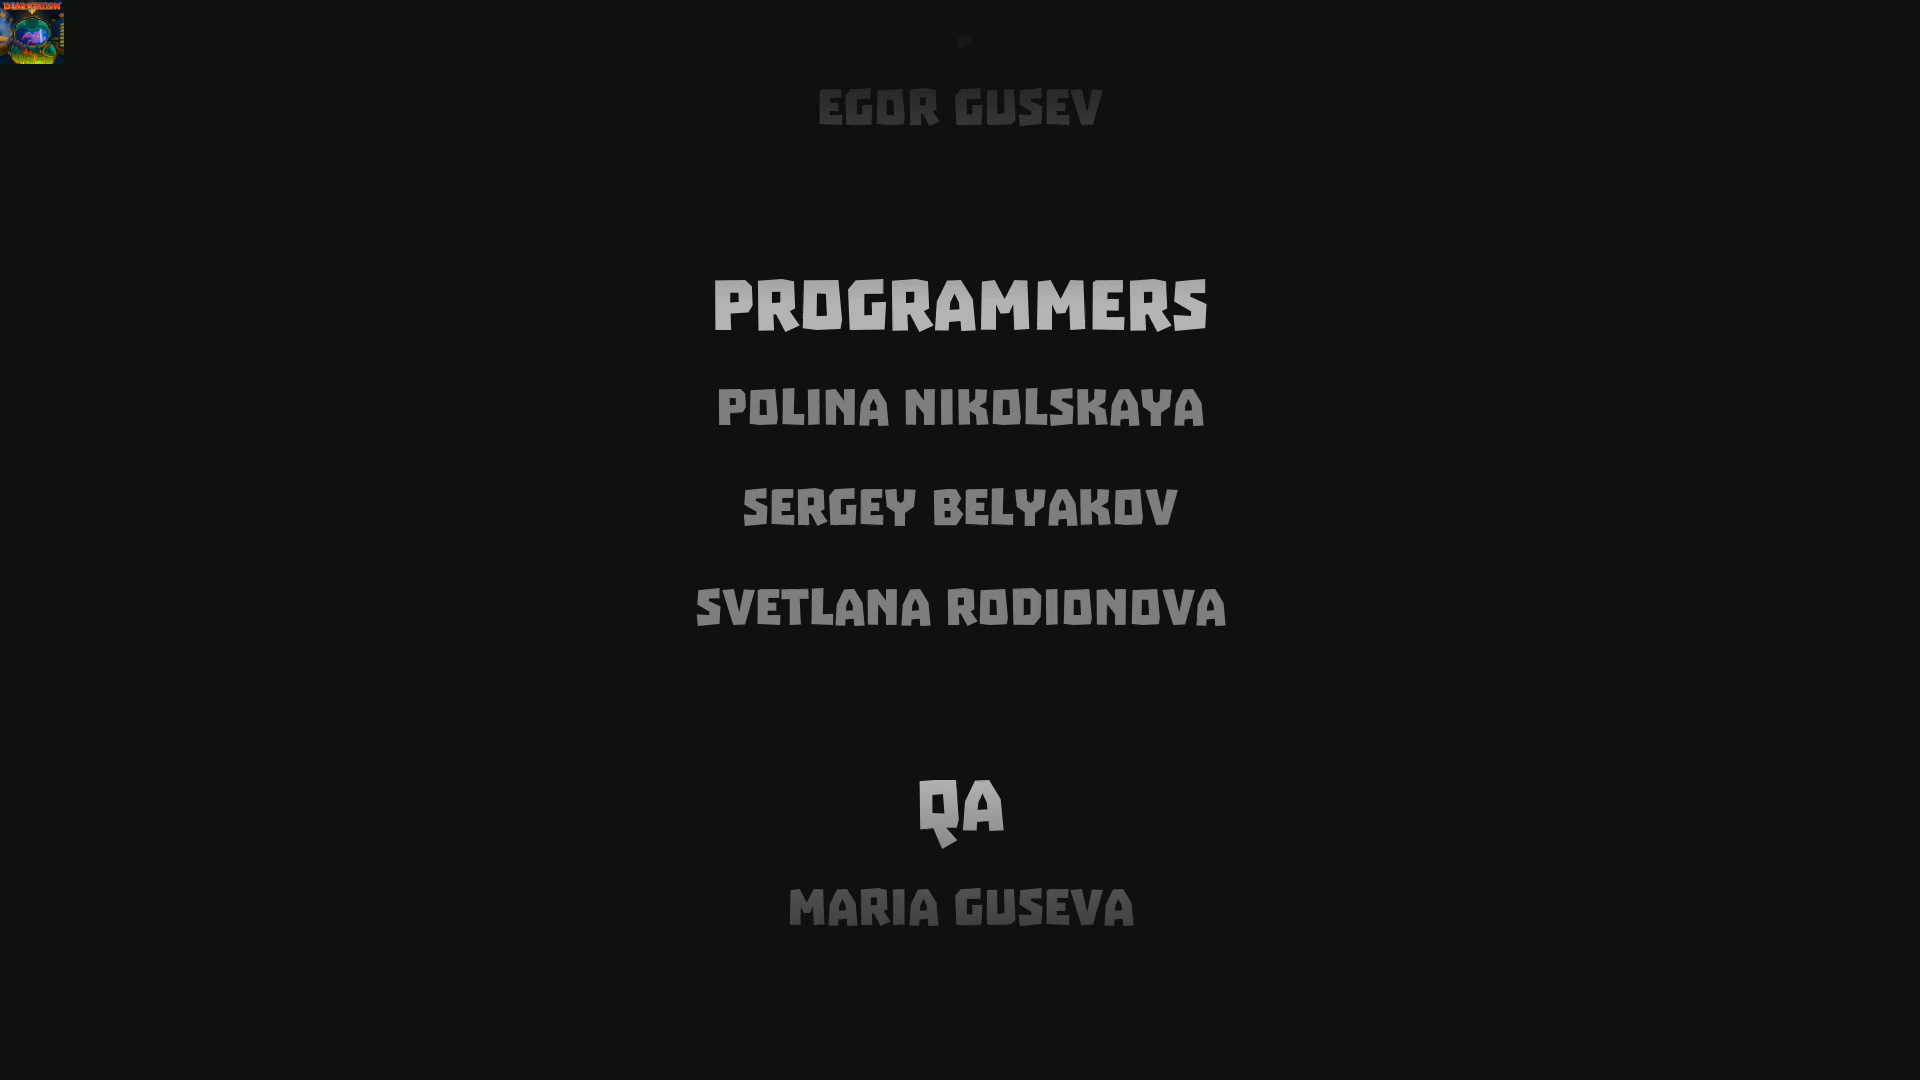 EGOR GUSEV
PROGRAMMERS
POLINA NIKOLSKAYA
SERGEY BELYAKOV
SVETLANA RODIONOVA
QA
MARIA GUSEVA